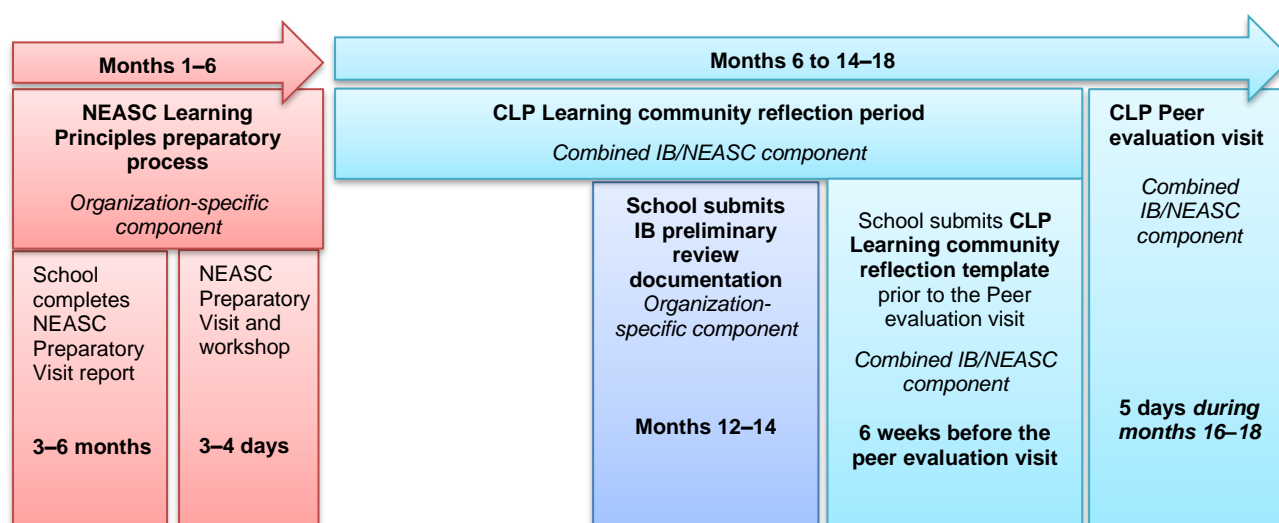 Months 1–6
Months 6 to 14–18
NEASC Learning
Principles preparatory
process
Organization-specific
component
CLP Learning community reflection period
Combined IB/NEASC component
CLP Peer
evaluation visit
Combined
IB/NEASC
component
5 days during
months 16–18
School
completes
NEASC
Preparatory
Visit report
3–6 months
NEASC
Preparatory
Visit and
workshop
3–4 days
School submits
IB preliminary
review
documentation
Organization-
specific component
Months 12–14
School submits CLP
Learning community
reflection template
prior to the Peer
evaluation visit
Combined IB/NEASC
component
6 weeks before the
peer evaluation visit